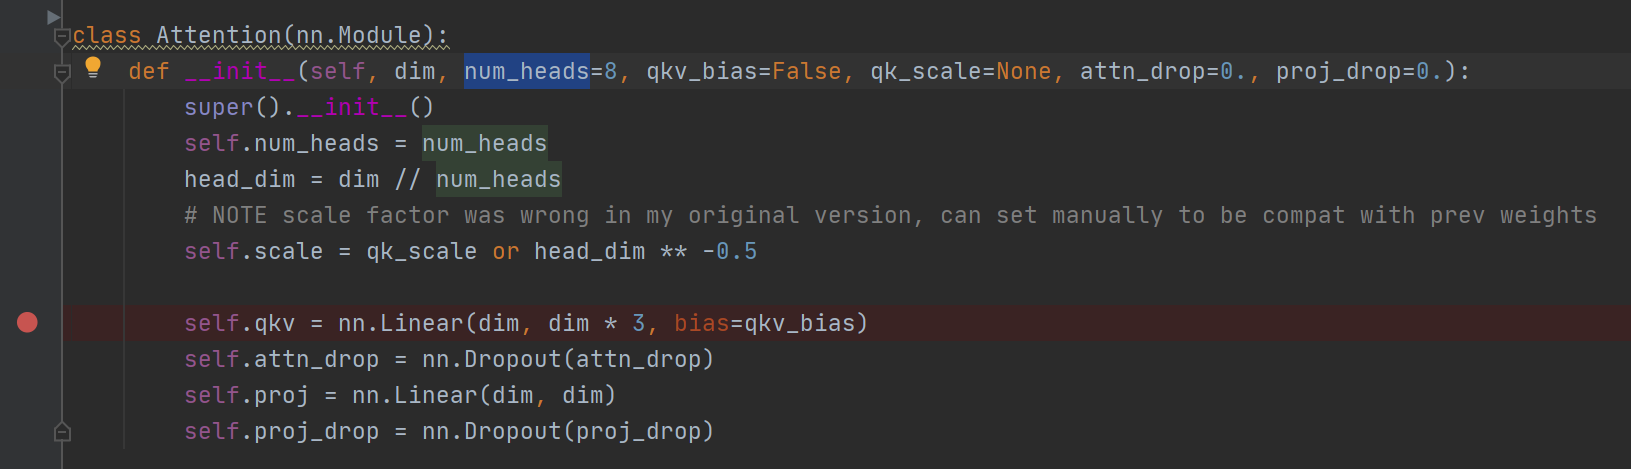 class Attention(nn.Module):
def __init__(self, dim, num_heads=8, qkv_bias=False, qk_scale=None, attn_drop=0., proj_drop=0.):
super().__init__()
self.num_heads = num_heads
head_dim = dim // num_heads
# NOTE scale factor was wrong in my original version, can set manually to be compat with prev weights
self.scale = qk_scale or head_dim ** -0.5
self.qkv = nn.Linear(dim, dim * 3, bias=qkv_bias)
self.attn_drop = nn.Dropout(attn_drop)
self.proj = nn.Linear(dim, dim)
self.proj_drop = nn.Dropout(proj_drop)